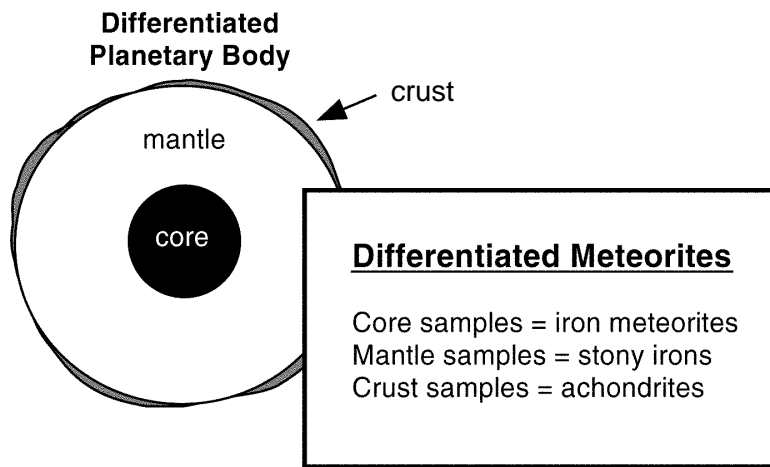 Differentiated
Planetary Body
crust
mantle
core
Differentiated Meteorites
Core samples = iron meteorites
Mantle samples = stony irons
Crust samples = achondrites